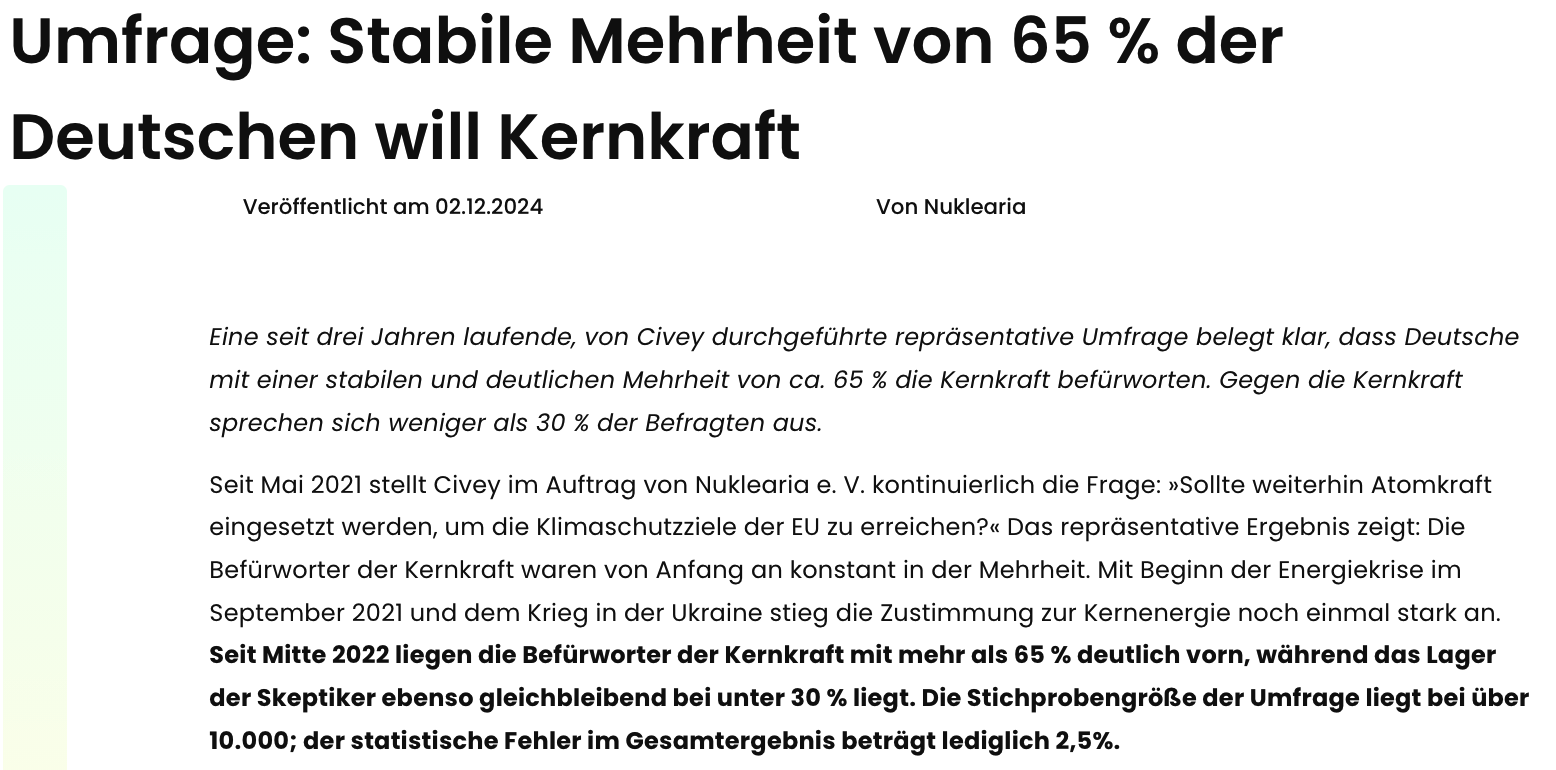 Umfrage: Stabile Mehrheit von 65 % der
Deutschen will Kernkraft
Veröffentlicht am 02.12.2024
Von Nuklearia
Eine seit drei Jahren laufende, von Civey durchgeführte repräsentative Umfrage belegt klar, dass Deutsche
mit einer stabilen und deutlichen Mehrheit von ca. 65 % die Kernkraft befürworten. Gegen die Kernkraft
sprechen sich weniger als 30 % der Befragten aus.
Seit Mai 2021 stellt Civey im Auftrag von Nuklearia e. V. kontinuierlich die Frage: »Sollte weiterhin Atomkraft
eingesetzt werden, um die Klimaschutzziele der EU zu erreichen?« Das repräsentative Ergebnis zeigt: Die
Befürworter der Kernkraft waren von Anfang an konstant in der Mehrheit. Mit Beginn der Energiekrise im
September 2021 und dem Krieg in der Ukraine stieg die Zustimmung zur Kernenergie noch einmal stark an.
Seit Mitte 2022 liegen die Befürworter der Kernkraft mit mehr als 65 % deutlich vorn, während das Lager
der Skeptiker ebenso gleichbleibend bei unter 30 % liegt. Die Stichprobengröße der Umfrage liegt bei über
10.000; der statistische Fehler im Gesamtergebnis beträgt lediglich 2,5%.